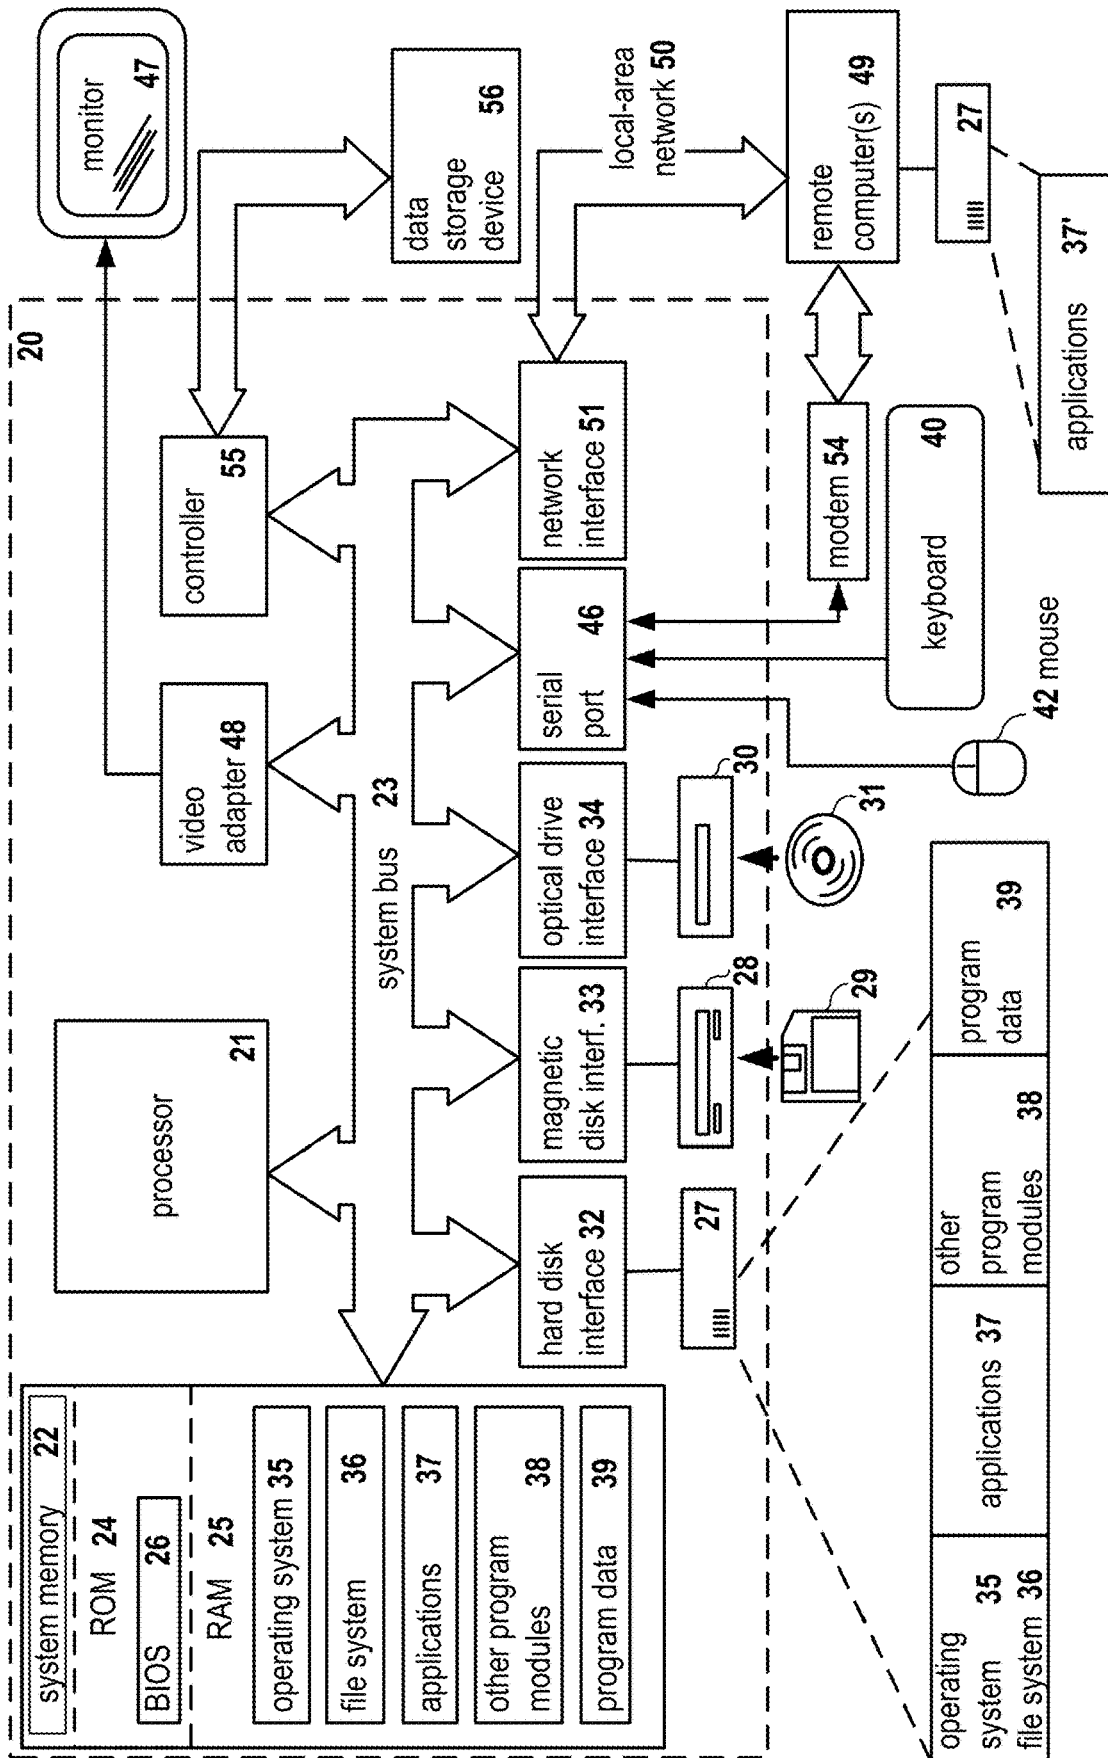 20
system memory 22
ROM 24
BIOS 26
RAM 25
operating system 35
file system 36
applications 37
other program
modules 38
program data 39
processor
21
video
adapter 48
controller
55
monitor
47
system bus 23
data
storage
device
56
hard disk
interface 32
magnetic
disk interf. 33
optical drive
interface 34
serial
port 46
network
interface 51
local-area
network 50
27
28
30
29
31
modem 54
remote
computer(s) 49
keyboard
40
42 mouse
27
applications 37'
operating
system 35
file system 36
applications 37
other
program
modules 38
program
data 39